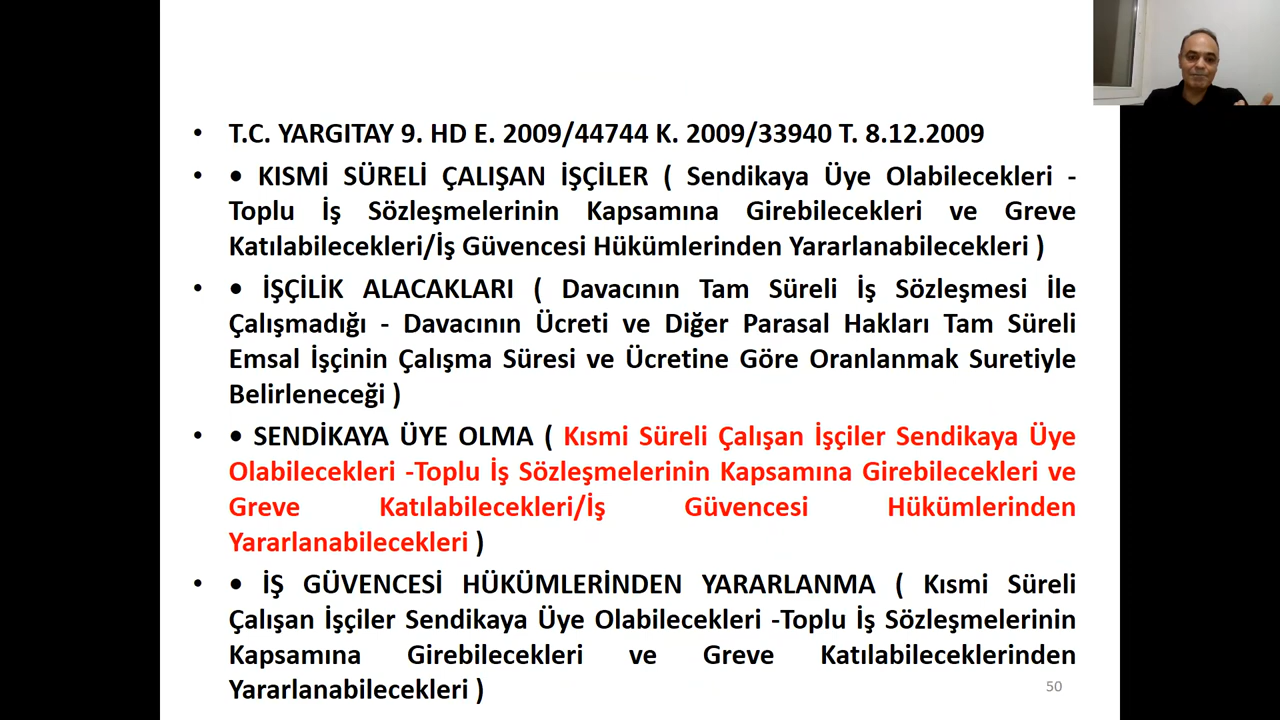 • T.C. YARGITAY 9. HD E. 2009/44744 K. 2009/33940 T. 8.12.2009
• • KISMİ SÜRELİ ÇALIŞAN İŞÇİLER ( Sendikaya Üye Olabilecekleri -
Toplu İş Sözleşmelerinin Kapsamına Girebilecekleri ve Greve
Katılabilecekleri/İş Güvencesi Hükümlerinden Yararlanabilecekleri )
• • İŞÇİLİK ALACAKLARI ( Davacının Tam Süreli İş Sözleşmesi İle
Çalışmadığı - Davacının Ücreti ve Diğer Parasal Hakları Tam Süreli
Emsal İşçinin Çalışma Süresi ve Ücretine Göre Oranlanmak Suretiyle
Belirleneceği )
• • SENDİKAYA ÜYE OLMA ( Kısmi Süreli Çalışan İşçiler Sendikaya Üye
Olabilecekleri -Toplu İş Sözleşmelerinin Kapsamına Girebilecekleri ve
Greve Katılabilecekleri/İş Güvencesi Hükümlerinden
Yararlanabilecekleri )
• • İŞ GÜVENCESİ HÜKÜMLERİNDEN YARARLANMA ( Kısmi Süreli
Çalışan İşçiler Sendikaya Üye Olabilecekleri -Toplu İş Sözleşmelerinin
Kapsamına Girebilecekleri ve Greve Katılabileceklerinden
Yararlanabilecekleri )
50